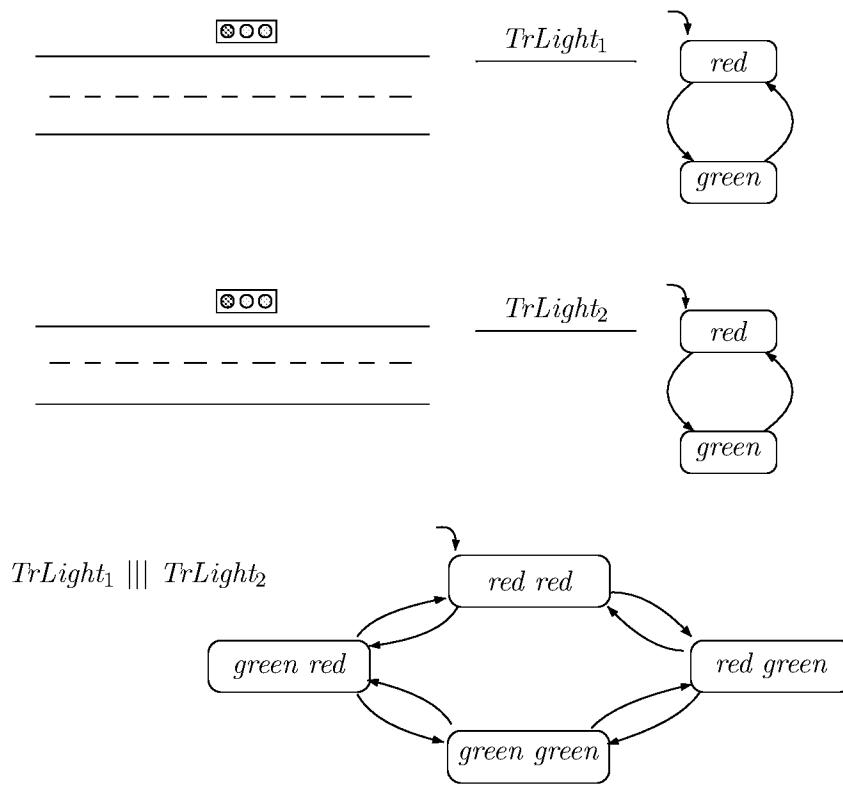 TrLight₁
red
green
TrLight₂
red
green
TrLight₁ ||| TrLight₂
red red
green red
red green
green green